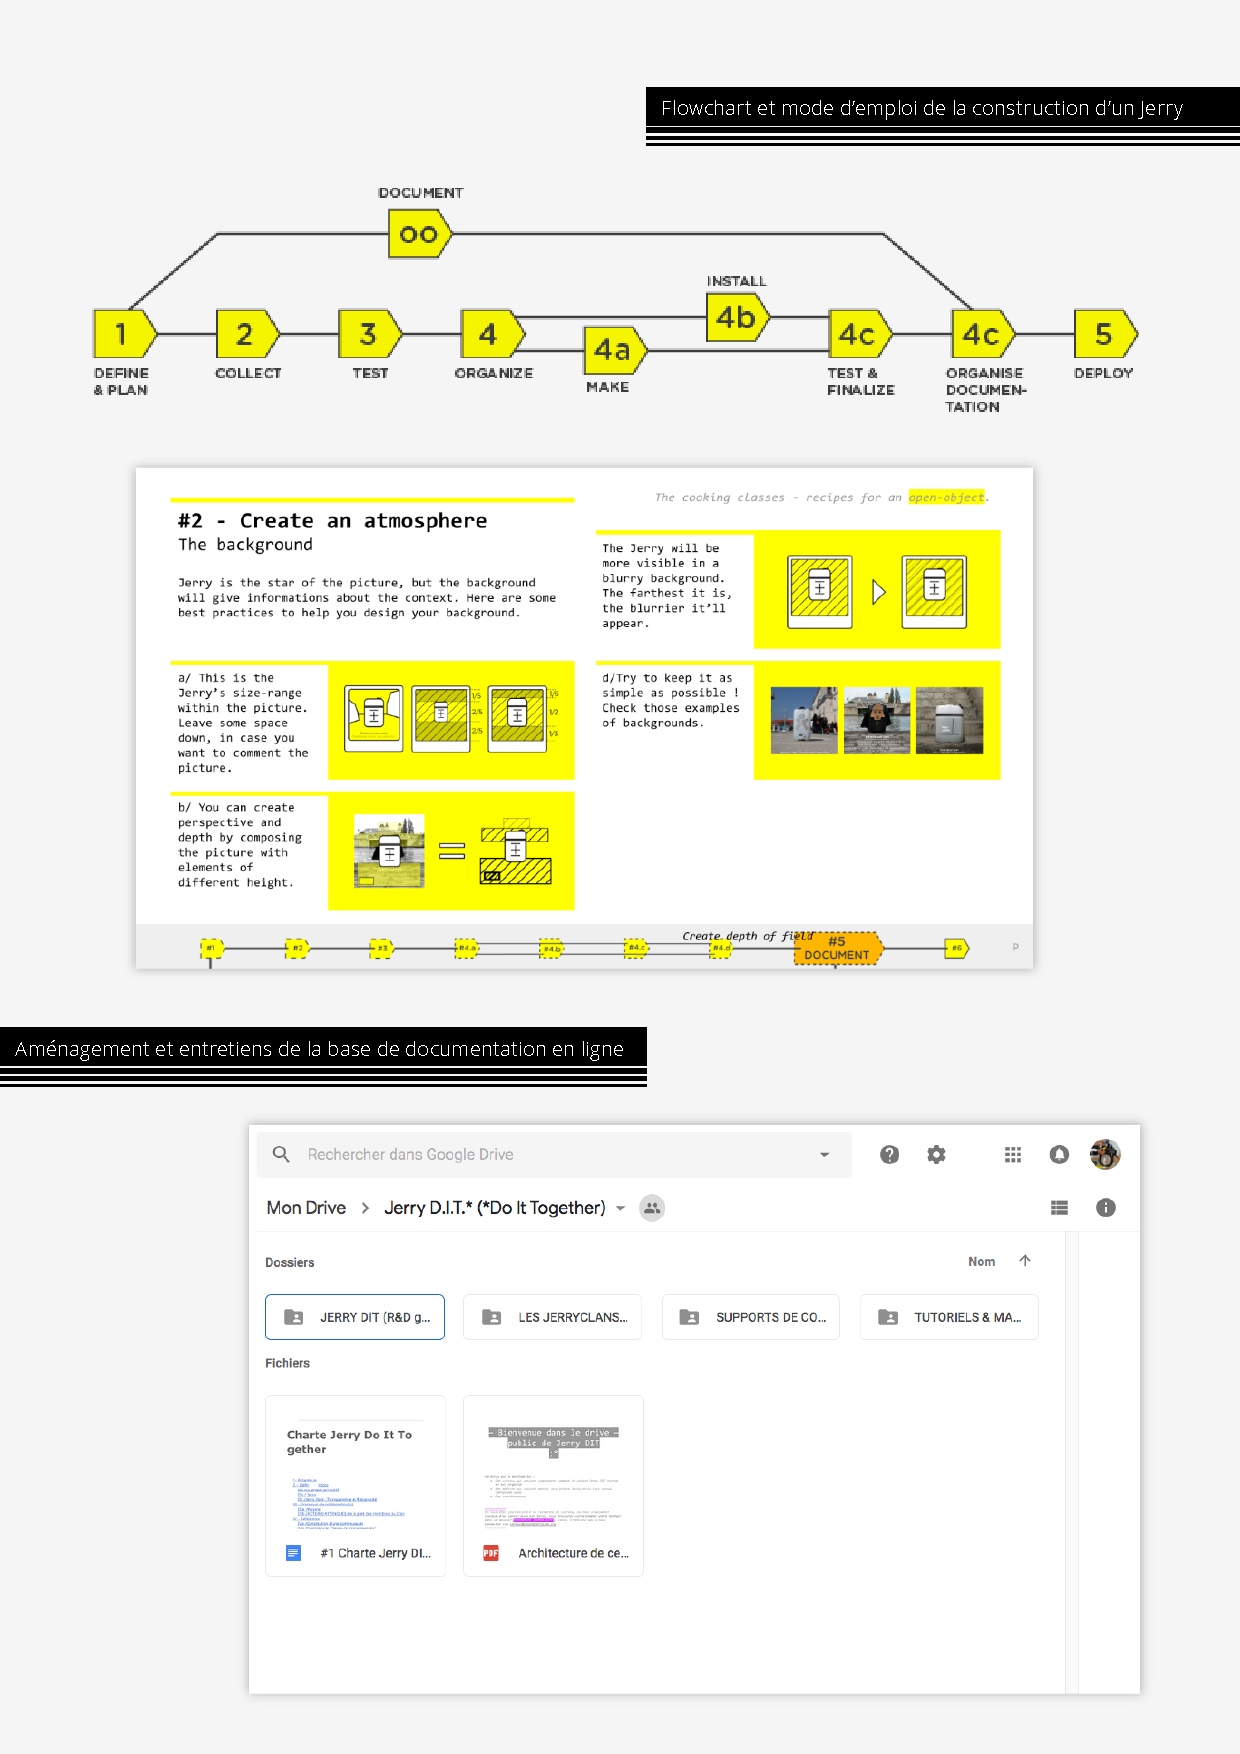 Flowchart et mode d'emploi de la construction d'un Jerry
DOCUMENT
00
INSTALL
1
2
3
4
4a
4b
4c
4c
5
DEFINE
& PLAN
COLLECT
TEST
ORGANIZE
MAKE
TEST &
FINALIZE
ORGANISE
DOCUMEN-
TATION
DEPLOY
The cooking classes - recipes for an open-object.
#2 - Create an atmosphere
The background
Jerry is the star of the picture, but the background
will give informations about the context. Here are some
best practices to help you design your background.
a/ This is the
Jerry's size-range
within the picture.
Leave some space
down, in case you
want to comment the
picture.
1/5
2/5
2/5
1/6
1/2
1/3
b/ You can create
perspective and
depth by composing
the picture with
elements of
different height.
The Jerry will be
more visible in a
blurry background.
The farthest it is,
the blurrier it'll
appear.
d/Try to keep it as
simple as possible !
Check those examples
of backgrounds.
Create depth of field
#1
#2
#3
#4.a
#4.b
#4.c
#4.d
#5
DOCUMENT
#6
P
Aménagement et entretiens de la base de documentation en ligne
Rechercher dans Google Drive
Mon Drive > Jerry D.I.T.* (*Do It Together)
Dossiers
Nom
JERRY DIT (R&D g...
LES JERRYCLANS...
SUPPORTS DE CO...
TUTORIELS & MA...
Fichiers
Charte Jerry Do It To
gether
— Bienvenue dans le drive —
public de Jerry DIT
:*
#1 Charte Jerry DI...
PDF
Architecture de ce...